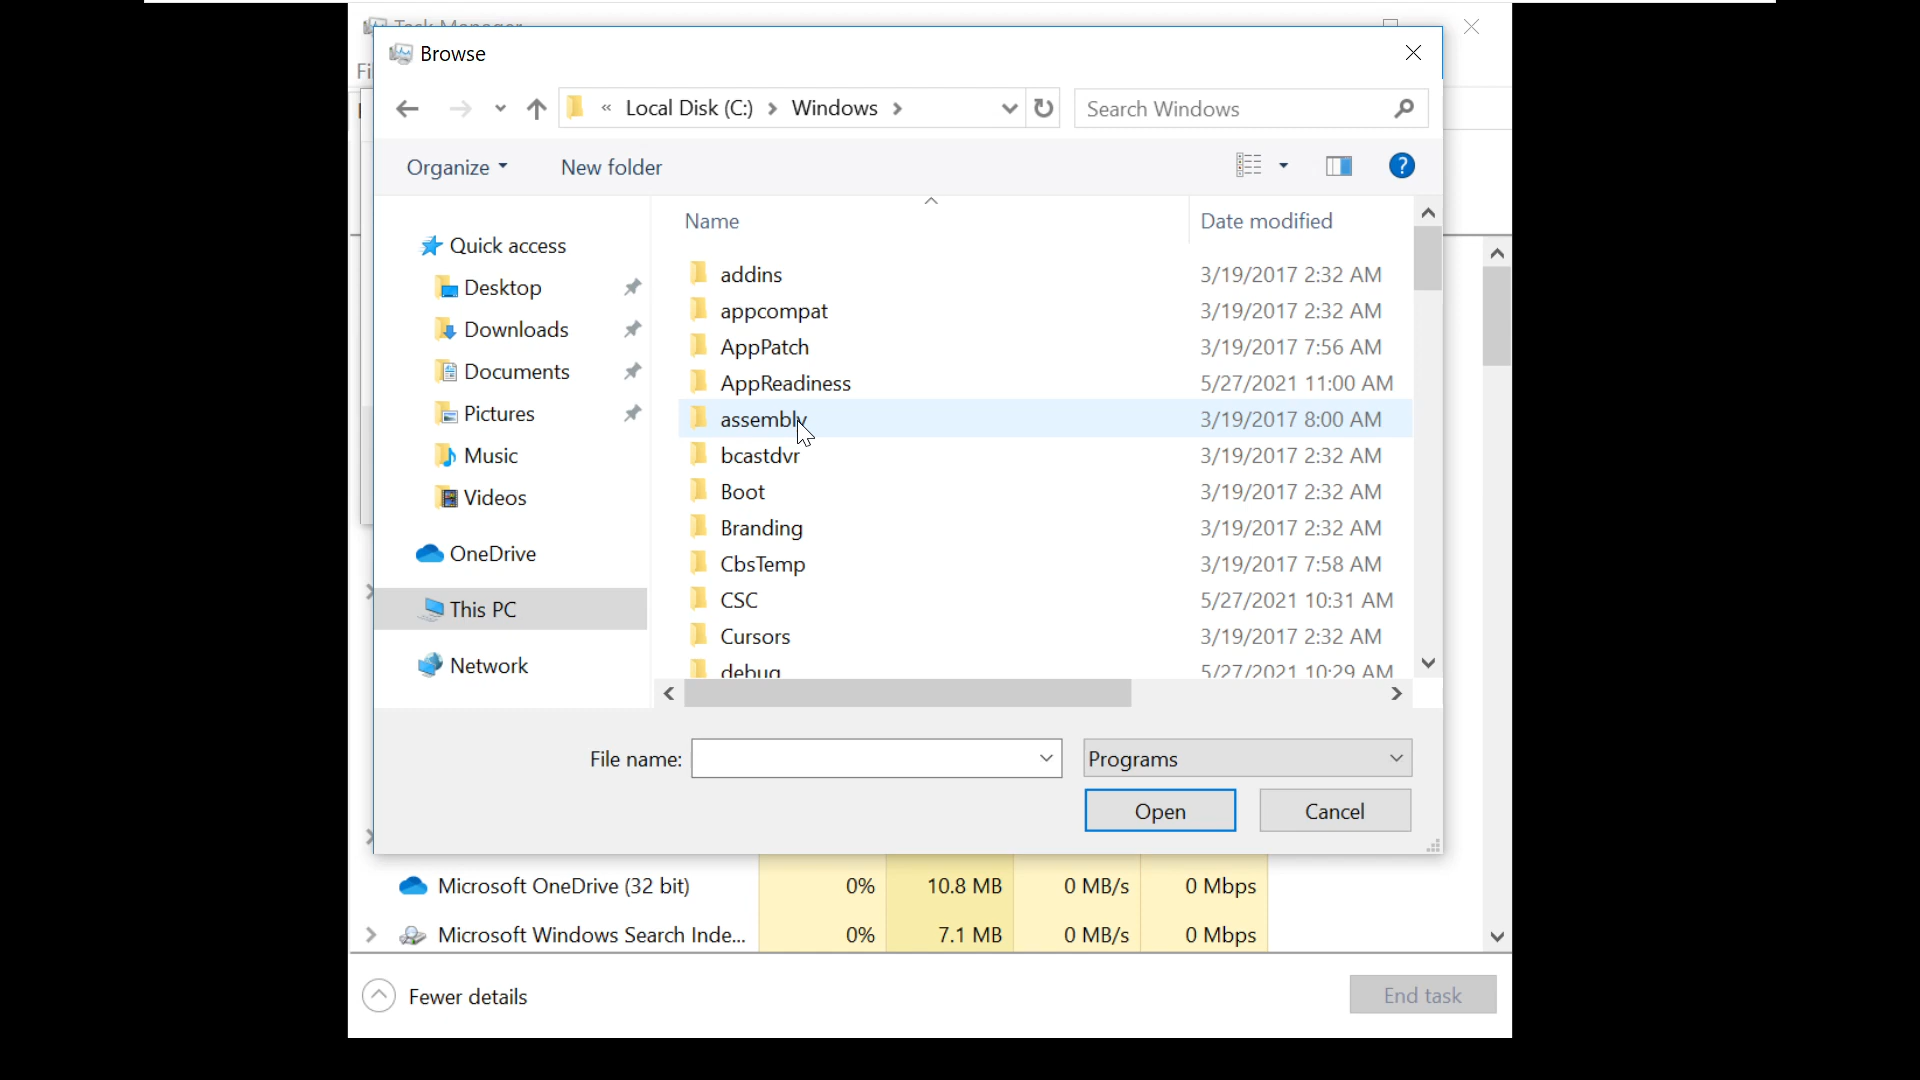 Task Manager
Browse
Fi
« Local Disk (C:) > Windows >
Search Windows
Organize
New folder
?
Name
Date modified
Quick access
Desktop
Downloads
Documents
Pictures
Music
Videos
OneDrive
This PC
Network
addins 3/19/2017 2:32 AM
appcompat 3/19/2017 2:32 AM
AppPatch 3/19/2017 7:56 AM
AppReadiness 5/27/2021 11:00 AM
assembly 3/19/2017 8:00 AM
bcastdvr 3/19/2017 2:32 AM
Boot 3/19/2017 2:32 AM
Branding 3/19/2017 2:32 AM
CbsTemp 3/19/2017 7:58 AM
CSC 5/27/2021 10:31 AM
Cursors 3/19/2017 2:32 AM
debug 5/27/2021 10:29 AM
File name:
Programs
Open
Cancel
Microsoft OneDrive (32 bit) 0% 10.8 MB 0 MB/s 0 Mbps
Microsoft Windows Search Inde... 0% 7.1 MB 0 MB/s 0 Mbps
Fewer details
End task